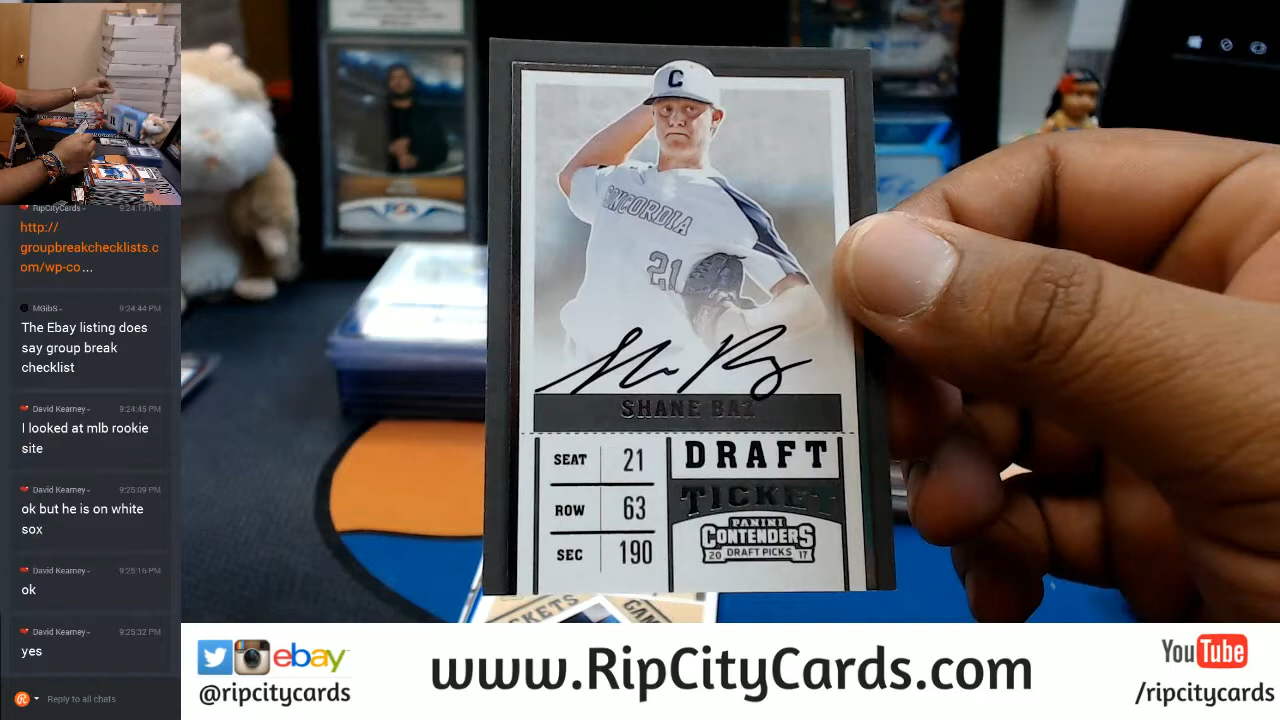 RipCityCards - 9:24:13 PM
http://
groupbreakchecklists.c
om/wp-co...
MGibS - 9:24:44 PM
The Ebay listing does
say group break
checklist
David Kearney - 9:24:45 PM
I looked at mlb rookie
site
David Kearney - 9:25:09 PM
ok but he is on white
sox
David Kearney - 9:25:16 PM
ok
David Kearney - 9:25:32 PM
yes
Reply to all chats
C
CONCORDIA
21
SHANE BAZ
SEAT 21
ROW 63
SEC 190
DRAFT
TICKET
PANINI
CONTENDERS
20 DRAFT PICKS 17
TICKETS
ebay
@ripcitycards
www.RipCityCards.com
YouTube
/ripcitycards